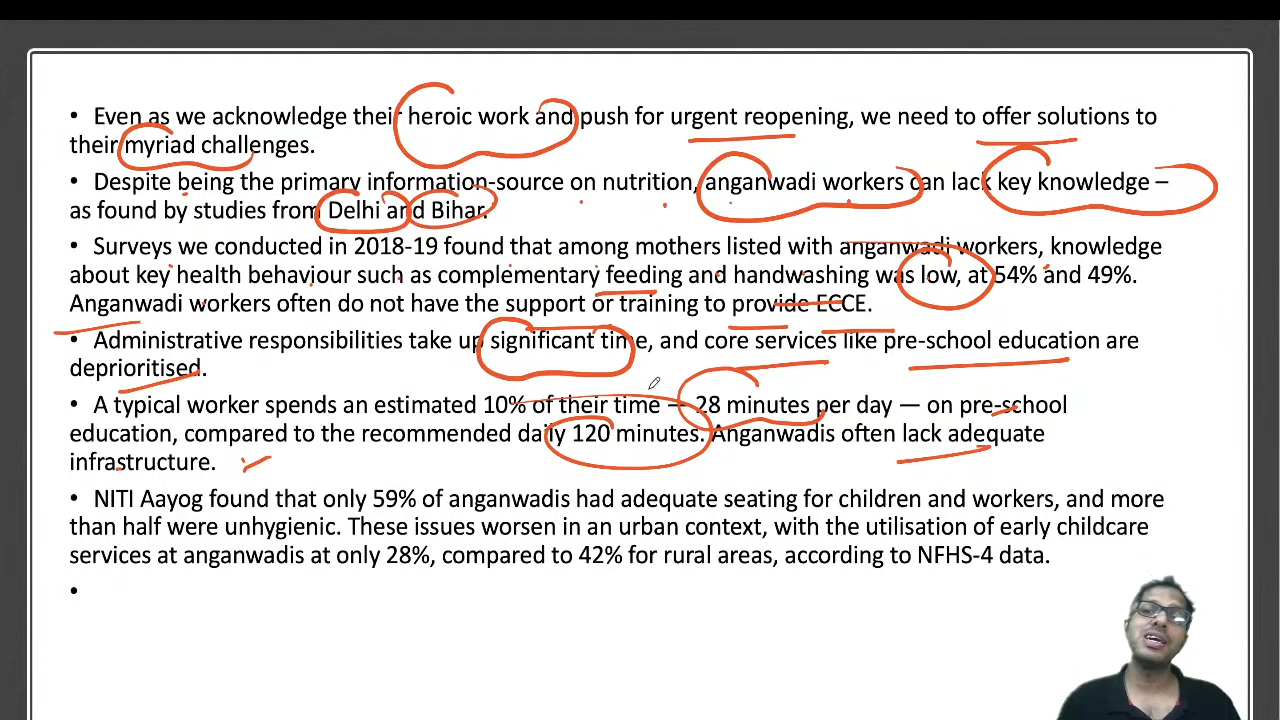 • Even as we acknowledge their heroic work and push for urgent reopening, we need to offer solutions to
their myriad challenges.
• Despite being the primary information-source on nutrition, anganwadi workers can lack key knowledge –
as found by studies from Delhi and Bihar.
• Surveys we conducted in 2018-19 found that among mothers listed with anganwadi workers, knowledge
about key health behaviour such as complementary feeding and handwashing was low, at 54% and 49%.
Anganwadi workers often do not have the support or training to provide ECCE.
• Administrative responsibilities take up significant time, and core services like pre-school education are
deprioritised.
• A typical worker spends an estimated 10% of their time — 28 minutes per day — on pre-school
education, compared to the recommended daily 120 minutes. Anganwadis often lack adequate
infrastructure.
• NITI Aayog found that only 59% of anganwadis had adequate seating for children and workers, and more
than half were unhygienic. These issues worsen in an urban context, with the utilisation of early childcare
services at anganwadis at only 28%, compared to 42% for rural areas, according to NFHS-4 data.
•